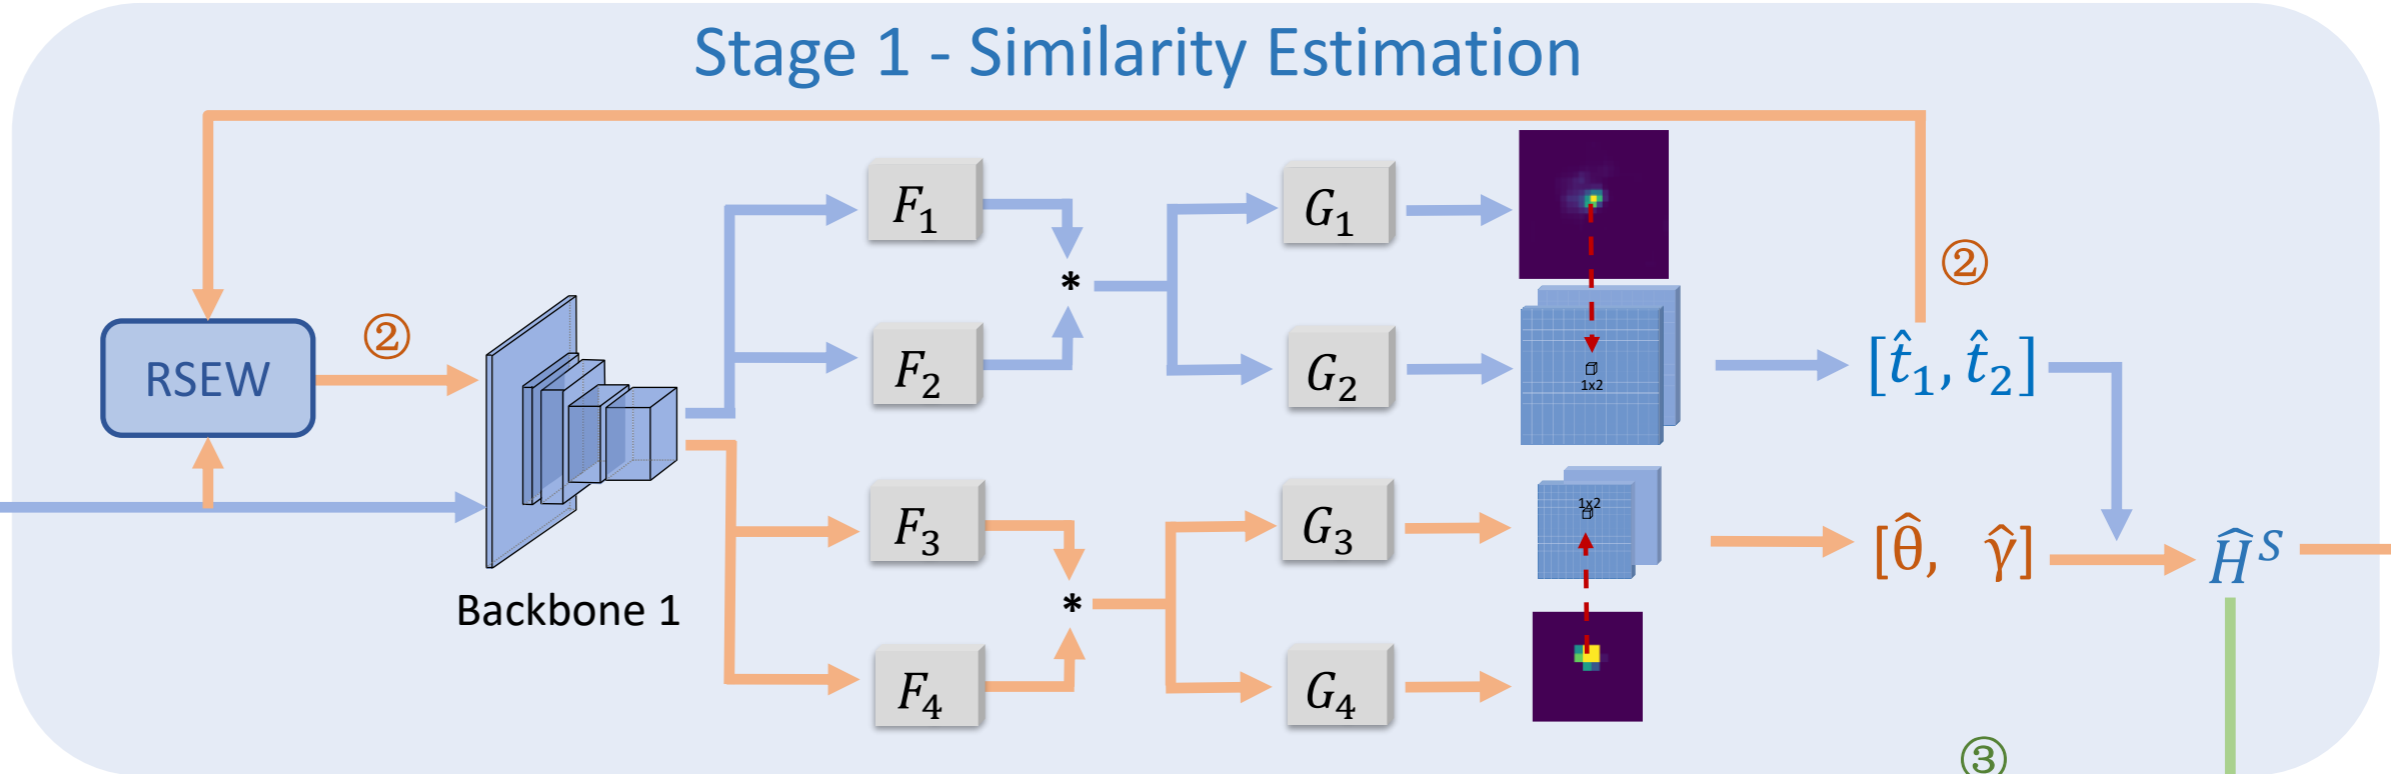 Stage 1 - Similarity Estimation
F₁
G₁
②
*
RSEW
②
F₂
G₂
1x2
[t̂₁, t̂₂]
F₃
G₃
1x2
[θ̂, γ̂]
Ĥˢ
Backbone 1
*
F₄
G₄
③